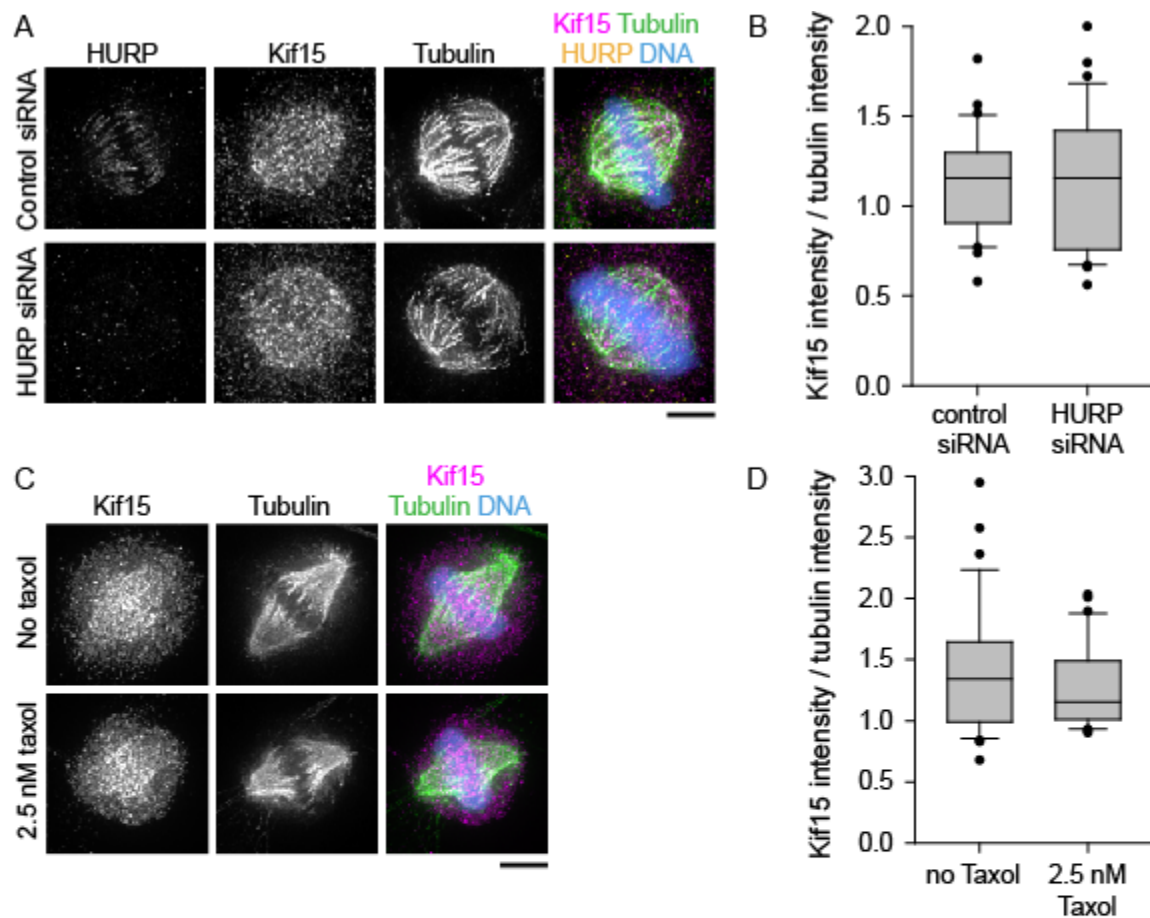 A
HURP
Kif15
Tubulin
Kif15 Tubulin
HURP DNA
Control siRNA
HURP siRNA
B
Kif15 intensity / tubulin intensity
2.0
1.5
1.0
0.5
0.0
control
siRNA
HURP
siRNA
C
Kif15
Tubulin
Kif15
Tubulin DNA
No taxol
2.5 nM taxol
D
Kif15 intensity / tubulin intensity
3.0
2.5
2.0
1.5
1.0
0.5
0.0
no Taxol
2.5 nM
Taxol